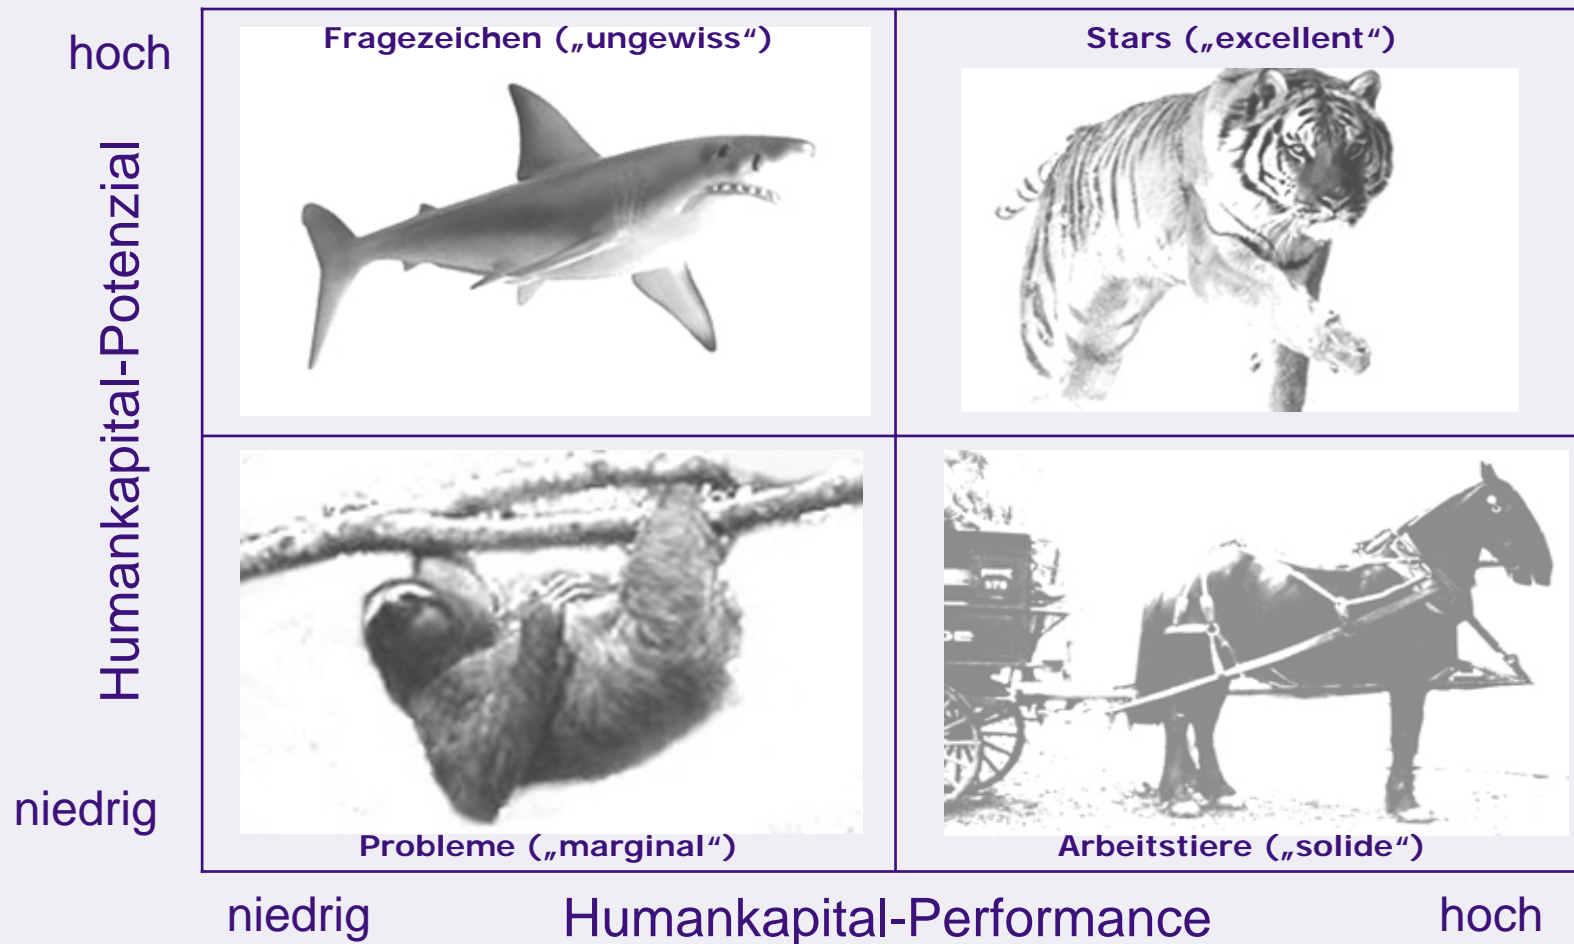 hoch
Fragezeichen („ungewiss“)
Stars („excellent“)
Humankapital-Potenzial
niedrig
Probleme („marginal“)
Arbeitstiere („solide“)
niedrig
Humankapital-Performance
hoch